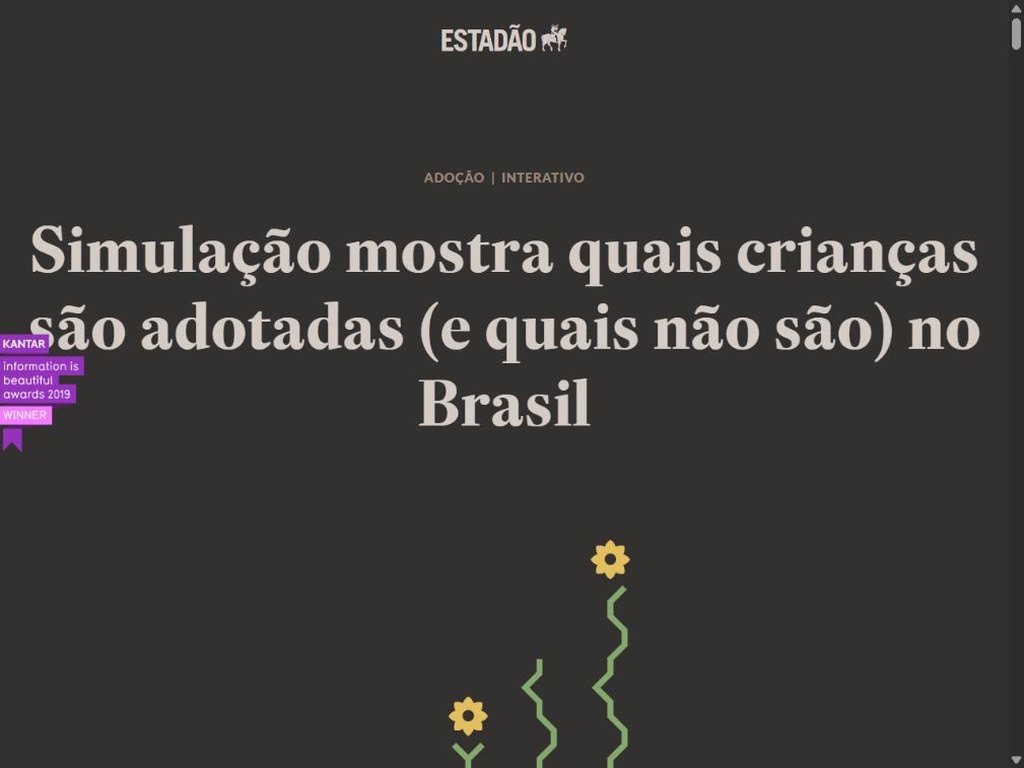 ESTADÃO
ADOÇÃO | INTERATIVO
Simulação mostra quais crianças
são adotadas (e quais não são) no
Brasil
KANTAR
information is
beautiful
awards 2019
WINNER